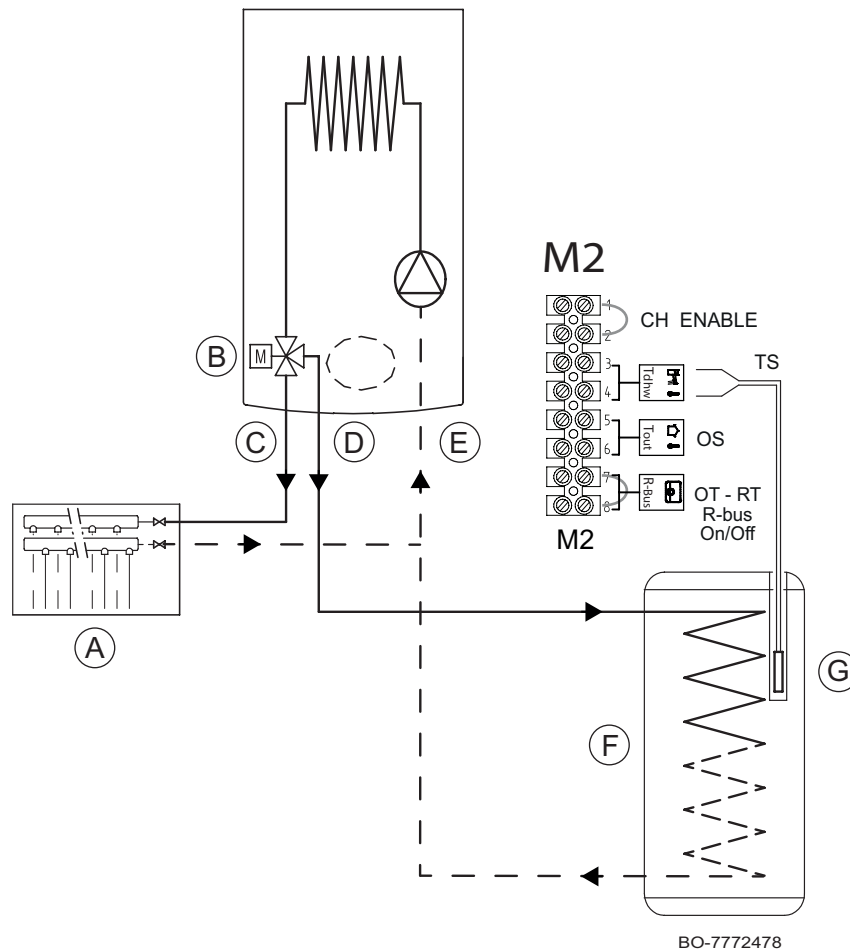 M2
1
CH ENABLE
2
TS
3
Tdhw
4
5
Tout
OS
6
7
R-Bus
OT - RT
R-bus
On/Off
8
M2
B
M
C
D
E
A
G
F
BO-7772478